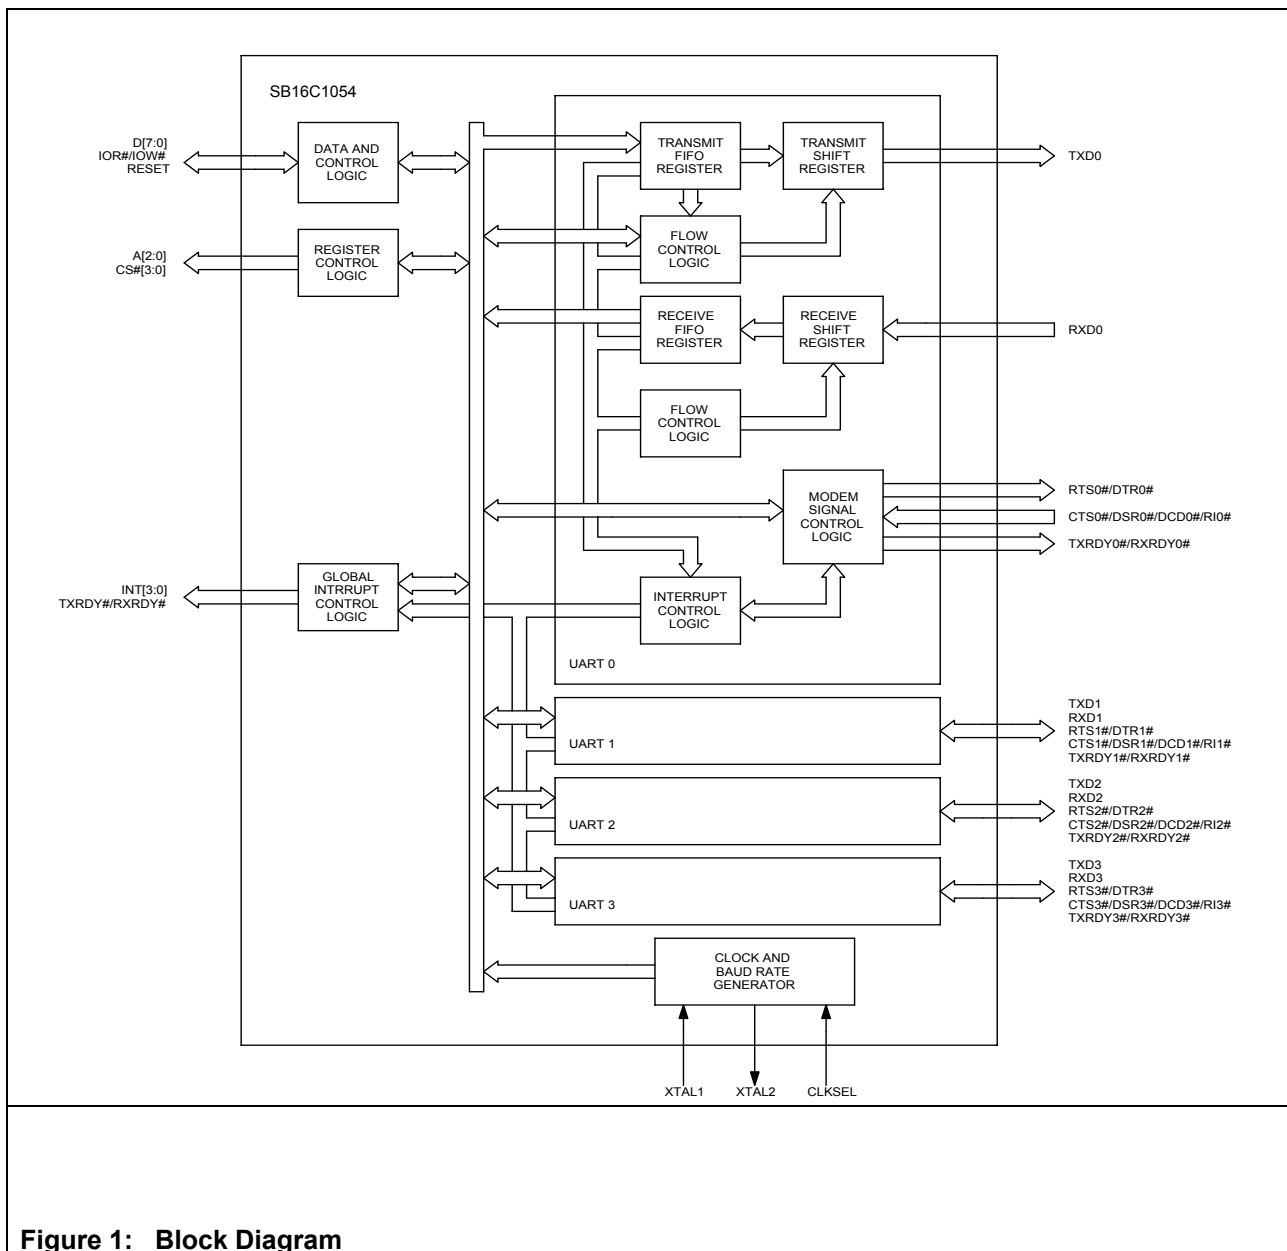 SB16C1054
D[7:0]
IOR#/IOW#
RESET
DATA AND
CONTROL
LOGIC
A[2:0]
CS#[3:0]
REGISTER
CONTROL
LOGIC
INT[3:0]
TXRDY#/RXRDY#
GLOBAL
INTRRUPT
CONTROL
LOGIC
TRANSMIT
FIFO
REGISTER
TRANSMIT
SHIFT
REGISTER
TXD0
FLOW
CONTROL
LOGIC
RECEIVE
FIFO
REGISTER
RECEIVE
SHIFT
REGISTER
RXD0
FLOW
CONTROL
LOGIC
MODEM
SIGNAL
CONTROL
LOGIC
RTS0#/DTR0#
CTS0#/DSR0#/DCD0#/RI0#
TXRDY0#/RXRDY0#
INTERRUPT
CONTROL
LOGIC
UART 0
UART 1
TXD1
RXD1
RTS1#/DTR1#
CTS1#/DSR1#/DCD1#/RI1#
TXRDY1#/RXRDY1#
UART 2
TXD2
RXD2
RTS2#/DTR2#
CTS2#/DSR2#/DCD2#/RI2#
TXRDY2#/RXRDY2#
UART 3
TXD3
RXD3
RTS3#/DTR3#
CTS3#/DSR3#/DCD3#/RI3#
TXRDY3#/RXRDY3#
CLOCK AND
BAUD RATE
GENERATOR
XTAL1
XTAL2
CLKSEL
Figure 1: Block Diagram